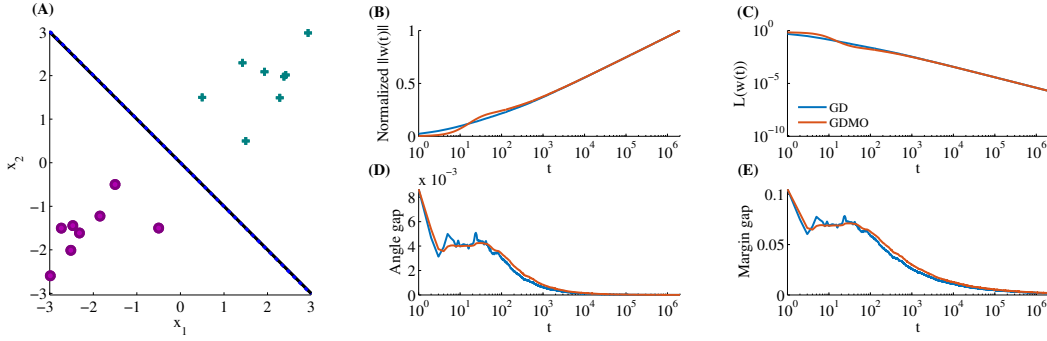 (A)
3
2
1
0
−1
−2
−3
x_2
−3 −2 −1 0 1 2 3
x_1
(B)
1
0.5
0
Normalized ||w(t)||
10^0 10^1 10^2 10^3 10^4 10^5 10^6
t
(C)
10^0
10^−5
10^−10
L(w(t))
GD
GDMO
10^0 10^1 10^2 10^3 10^4 10^5 10^6
t
(D)
x 10^−3
8
6
4
2
0
Angle gap
10^0 10^1 10^2 10^3 10^4 10^5 10^6
t
(E)
0.1
0.05
0
Margin gap
10^0 10^1 10^2 10^3 10^4 10^5 10^6
t